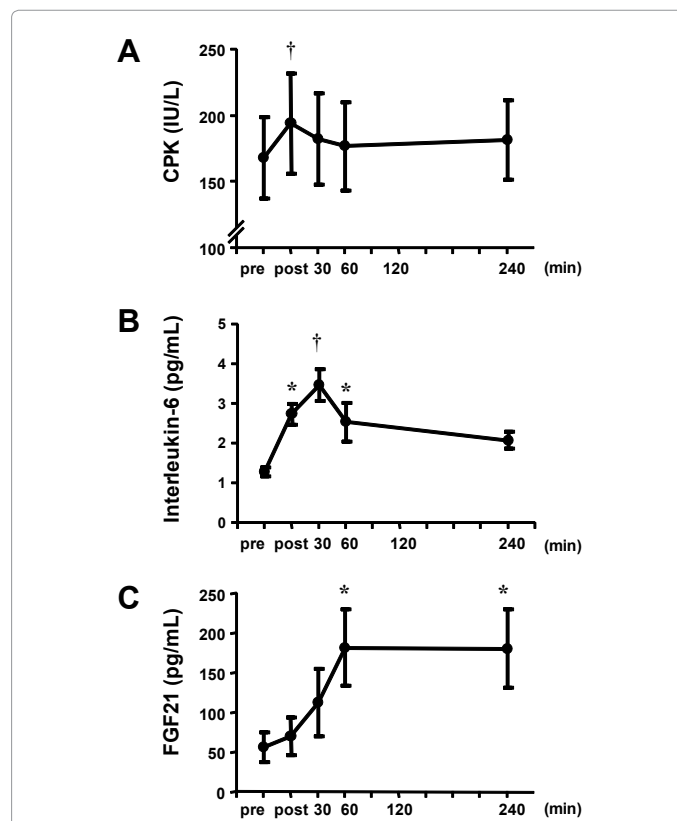 A
†
CPK (IU/L)
250
200
150
100
pre post 30 60 120 240 (min)
B
†
* *
Interleukin-6 (pg/mL)
5
4
3
2
1
0
pre post 30 60 120 240 (min)
C
* *
FGF21 (pg/mL)
250
200
150
100
50
0
pre post 30 60 120 240 (min)